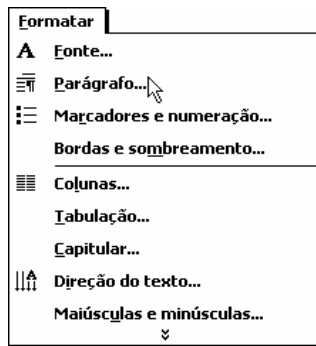 Formatar
Fonte...
Parágrafo...
Marcadores e numeração...
Bordas e sombreamento...
Colunas...
Tabulação...
Capitular...
Direção do texto...
Maiúsculas e minúsculas...